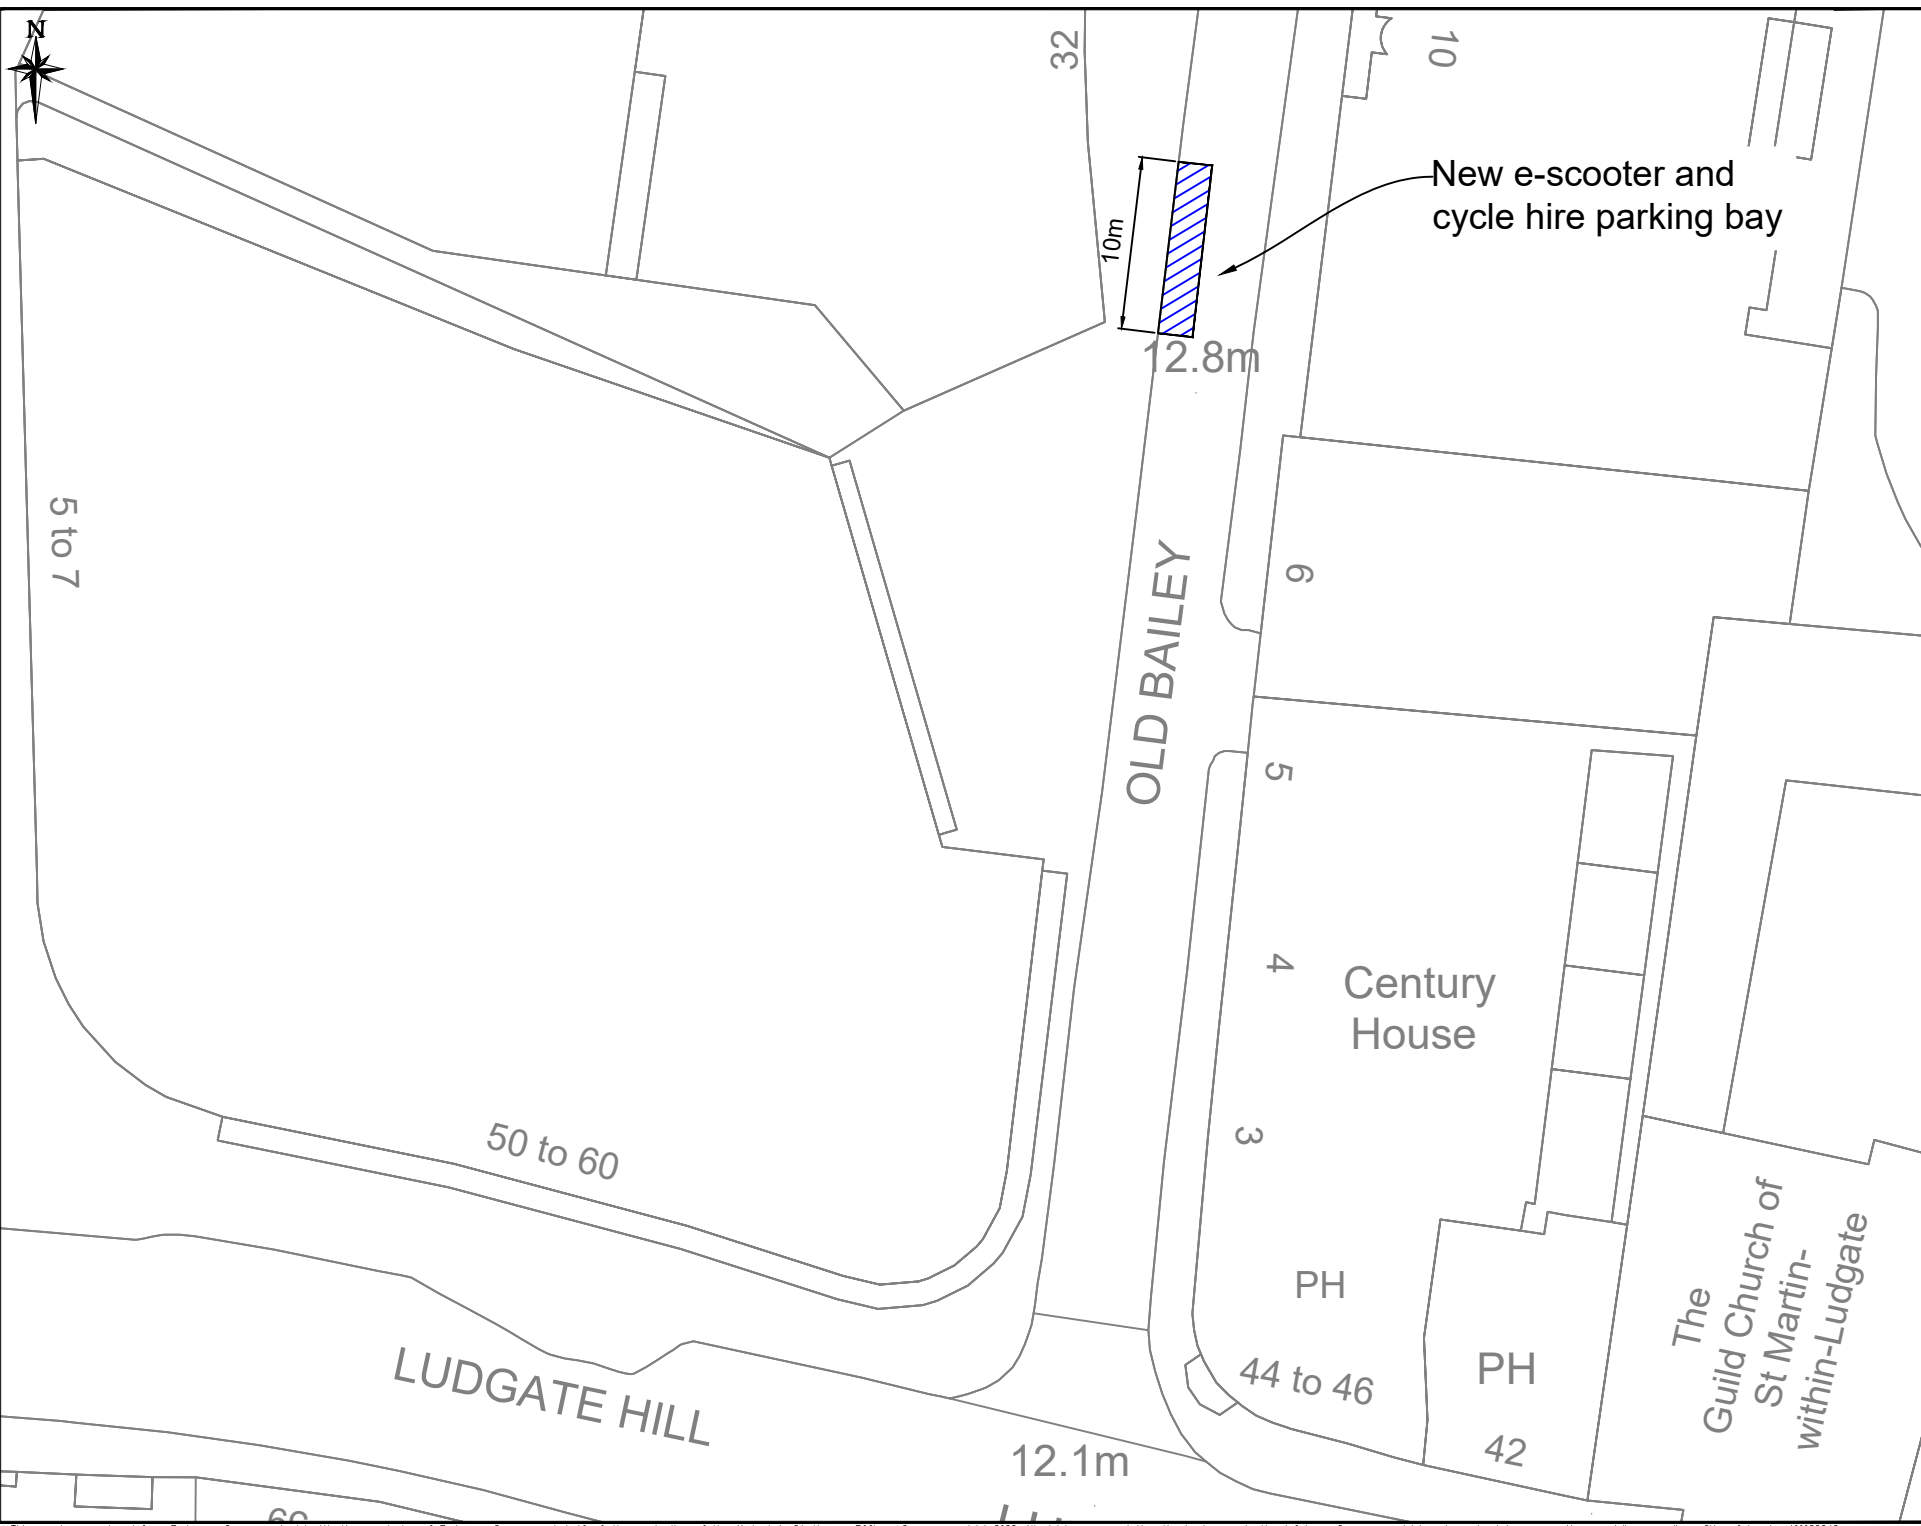 N
32
10
New e-scooter and
cycle hire parking bay
10m
12.8m
5 to 7
OLD BAILEY
6
5
4
Century
House
3
50 to 60
PH
The
Guild Church of
St Martin-
within-Ludgate
LUDGATE HILL
44 to 46
PH
42
12.1m